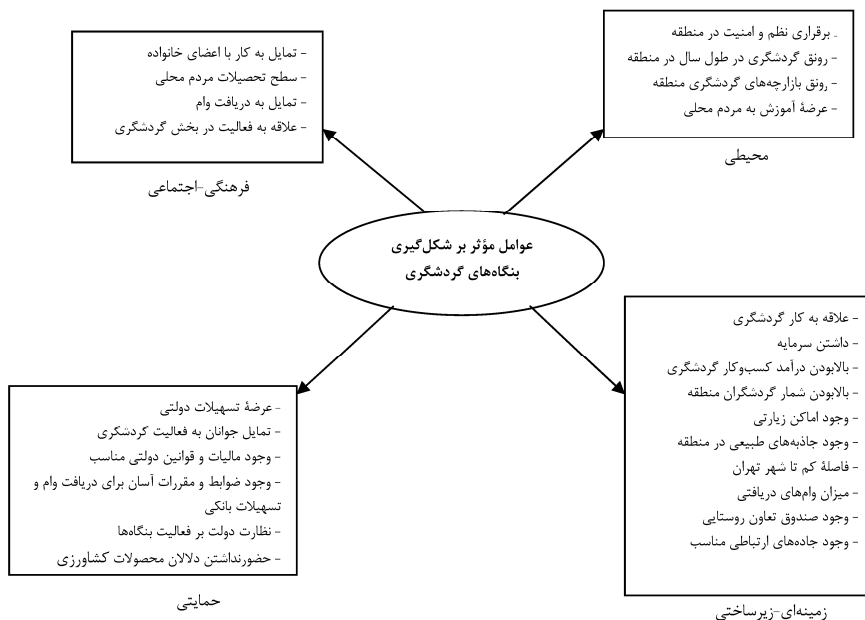 - برقراری نظم و امنیت در منطقه
- رونق گردشگری در طول سال در منطقه
- رونق بازارچه‌های گردشگری منطقه
- عرضهٔ آموزش به مردم محلی
محیطی
- تمایل به کار با اعضای خانواده
- سطح تحصیلات مردم محلی
- تمایل به دریافت وام
- علاقه به فعالیت در بخش گردشگری
فرهنگی-اجتماعی
عوامل مؤثر بر شکل‌گیری
بنگاه‌های گردشگری
- علاقه به کار گردشگری
- داشتن سرمایه
- بالابودن درآمد کسب‌وکار گردشگری
- بالابودن شمار گردشگران منطقه
- وجود اماکن زیارتی
- وجود جاذبه‌های طبیعی در منطقه
- فاصلهٔ کم تا شهر تهران
- میزان وام‌های دریافتی
- وجود صندوق تعاون روستایی
- وجود جاده‌های ارتباطی مناسب
زمینه‌ای-زیرساختی
- عرضهٔ تسهیلات دولتی
- تمایل جوانان به فعالیت گردشگری
- وجود مالیات و قوانین دولتی مناسب
- وجود ضوابط و مقررات آسان برای دریافت وام و
تسهیلات بانکی
- نظارت دولت بر فعالیت بنگاه‌ها
- حضورنداشتن دلالان محصولات کشاورزی
حمایتی